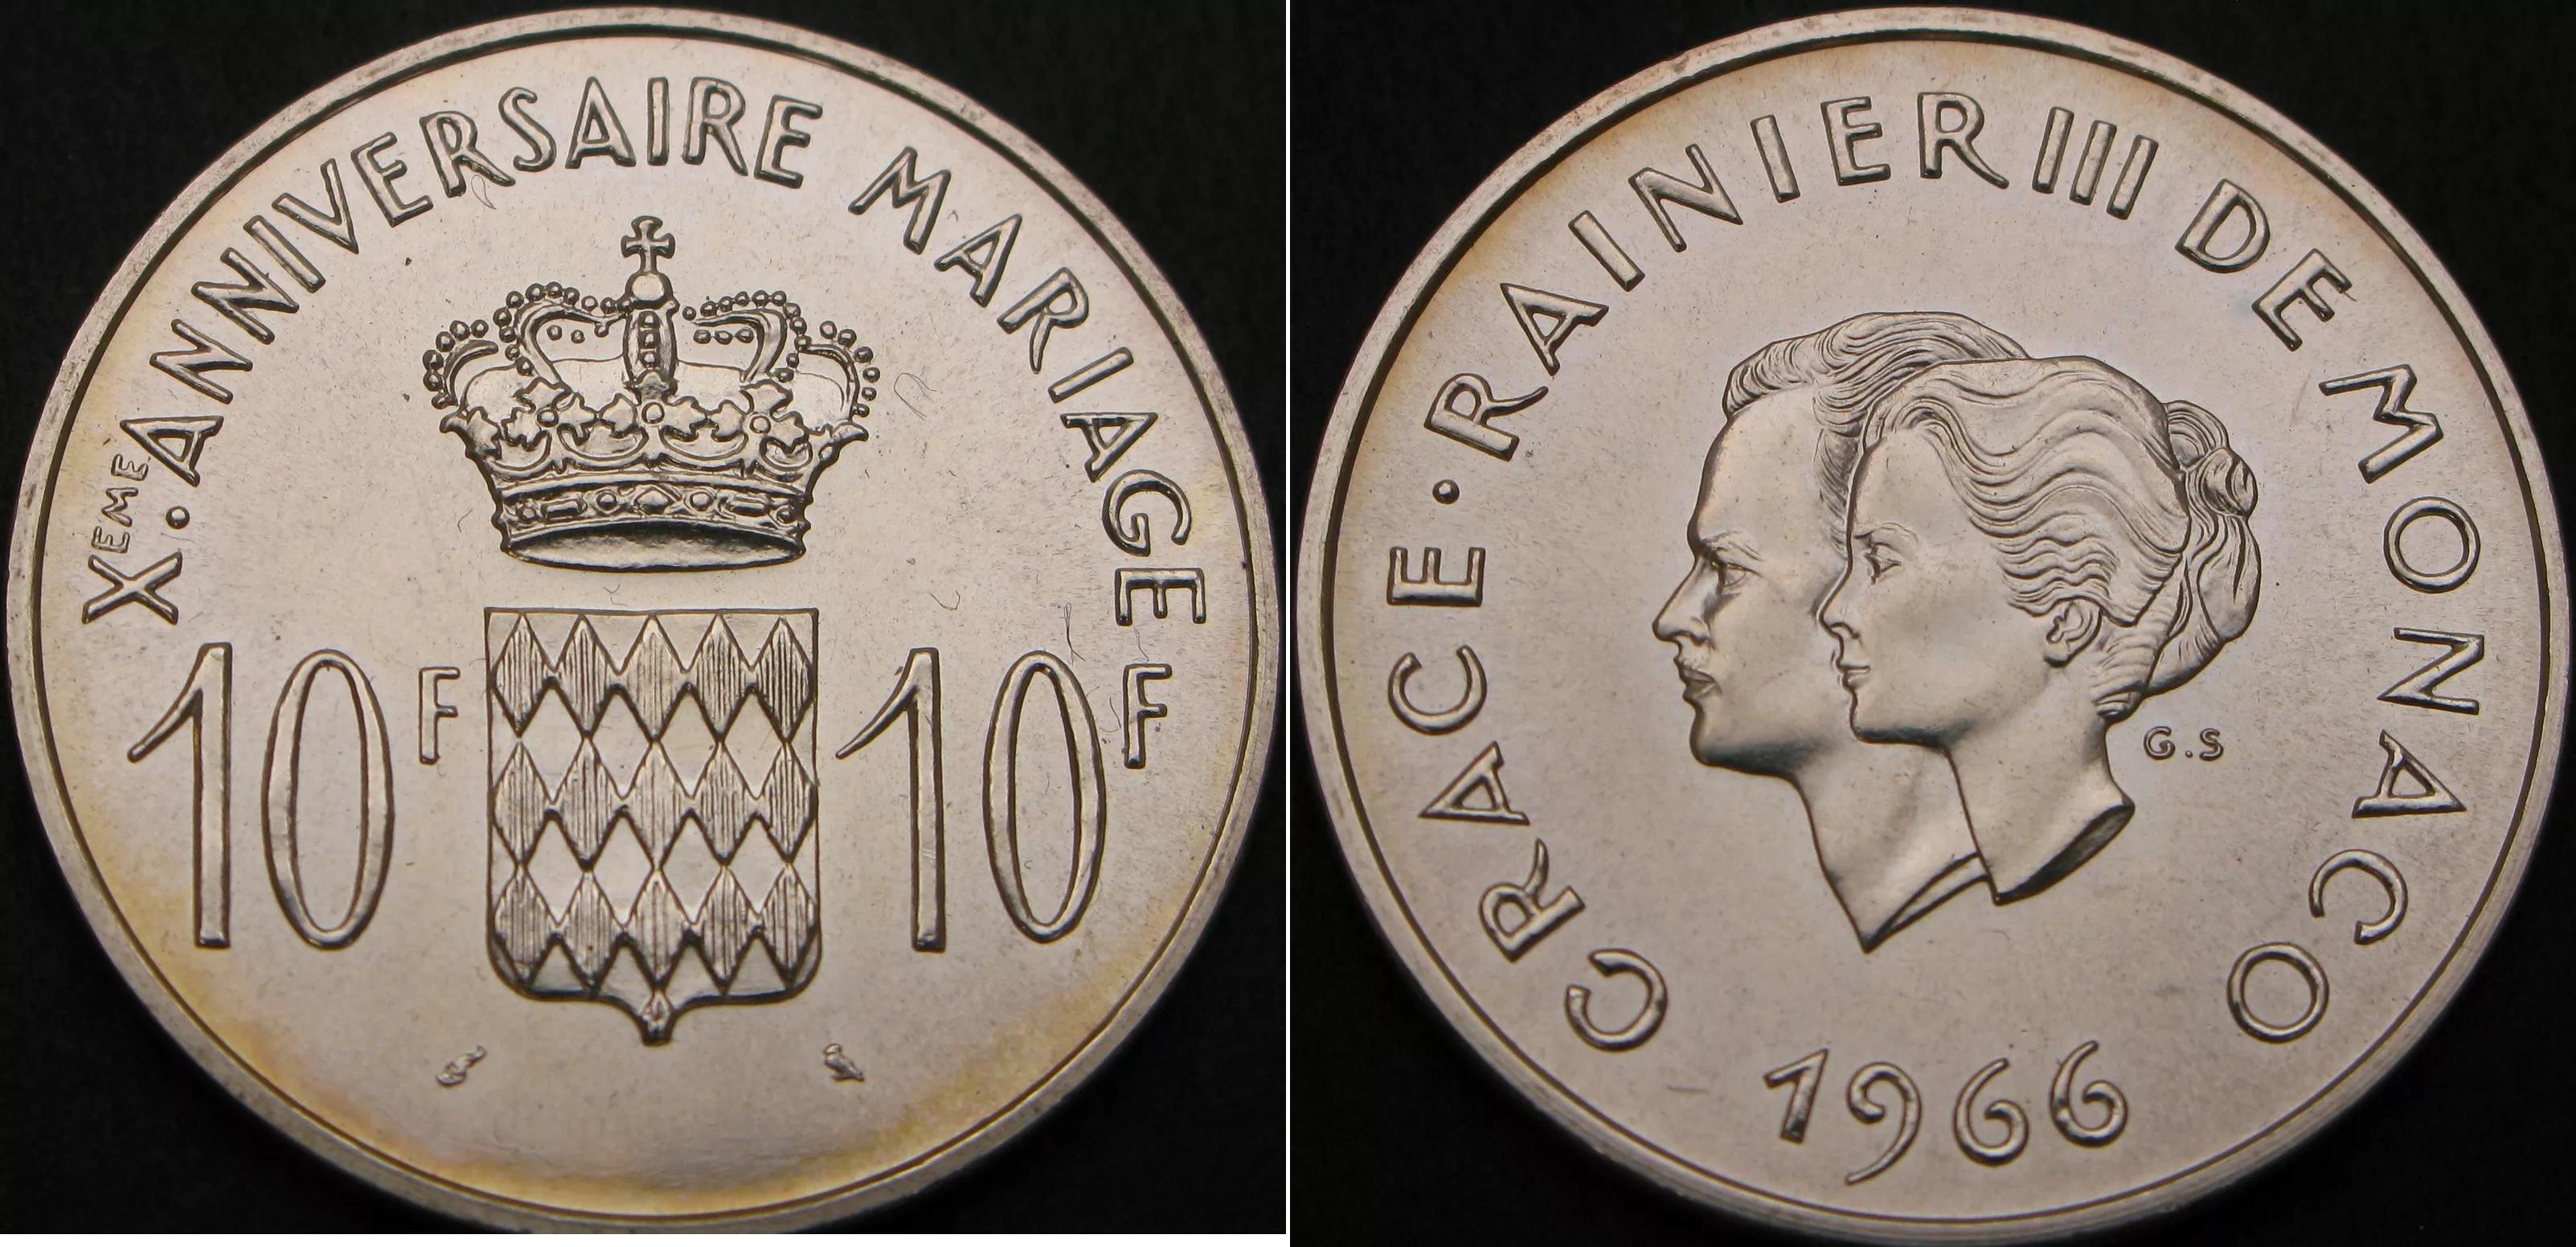 XEME. ANNIVERSAIRE MARIAGE
10F 10F
GRACE · RAINIER III DE MONACO
G.S
1966